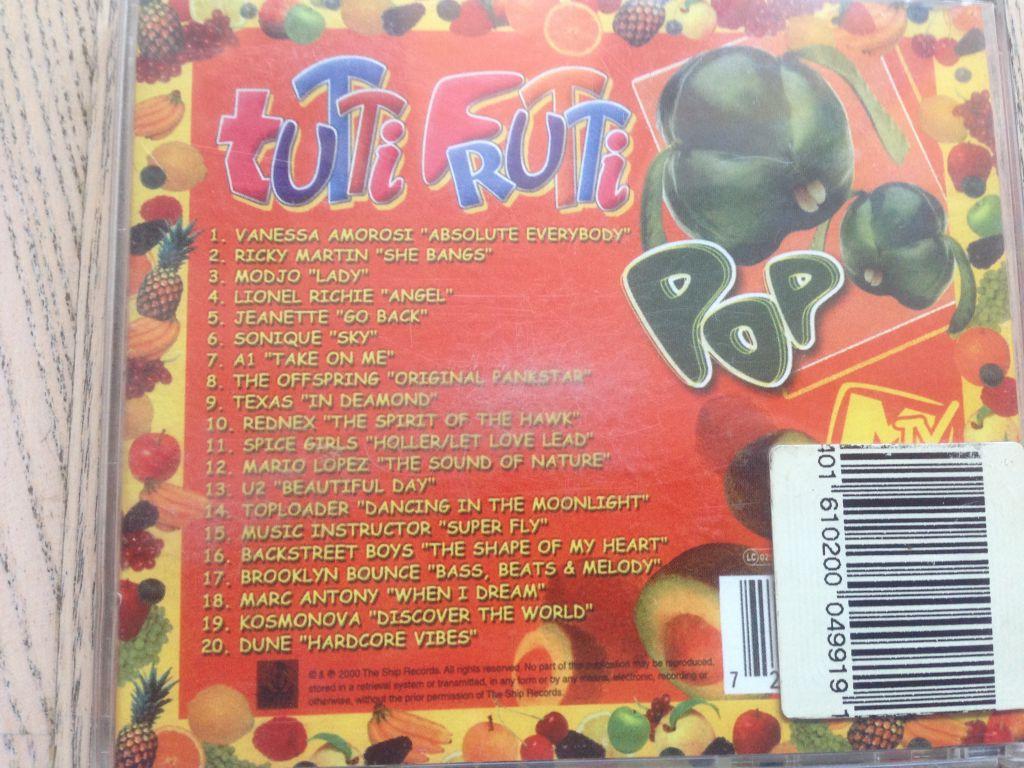 tUTTi FRUTTi
POP
1. VANESSA AMOROSI "ABSOLUTE EVERYBODY"
2. RICKY MARTIN "SHE BANGS"
3. MODJO "LADY"
4. LIONEL RICHIE "ANGEL"
5. JEANETTE "GO BACK"
6. SONIQUE "SKY"
7. A1 "TAKE ON ME"
8. THE OFFSPRING "ORIGINAL PANKSTAR"
9. TEXAS "IN DEAMOND"
10. REDNEX "THE SPIRIT OF THE HAWK"
11. SPICE GIRLS "HOLLER/LET LOVE LEAD"
12. MARIO LOPEZ "THE SOUND OF NATURE"
13. U2 "BEAUTIFUL DAY"
14. TOPLOADER "DANCING IN THE MOONLIGHT"
15. MUSIC INSTRUCTOR "SUPER FLY"
16. BACKSTREET BOYS "THE SHAPE OF MY HEART"
17. BROOKLYN BOUNCE "BASS, BEATS & MELODY"
18. MARC ANTONY "WHEN I DREAM"
19. KOSMONOVA "DISCOVER THE WORLD"
20. DUNE "HARDCORE VIBES"
MTV
LC 02
© & ℗ 2000 The Ship Records. All rights reserved. No part of this publication may be reproduced,
stored in a retrieval system or transmitted, in any form or by any means, electronic, recording or
otherwise, without the prior permission of The Ship Records.
7 2
401 610200 049919 1